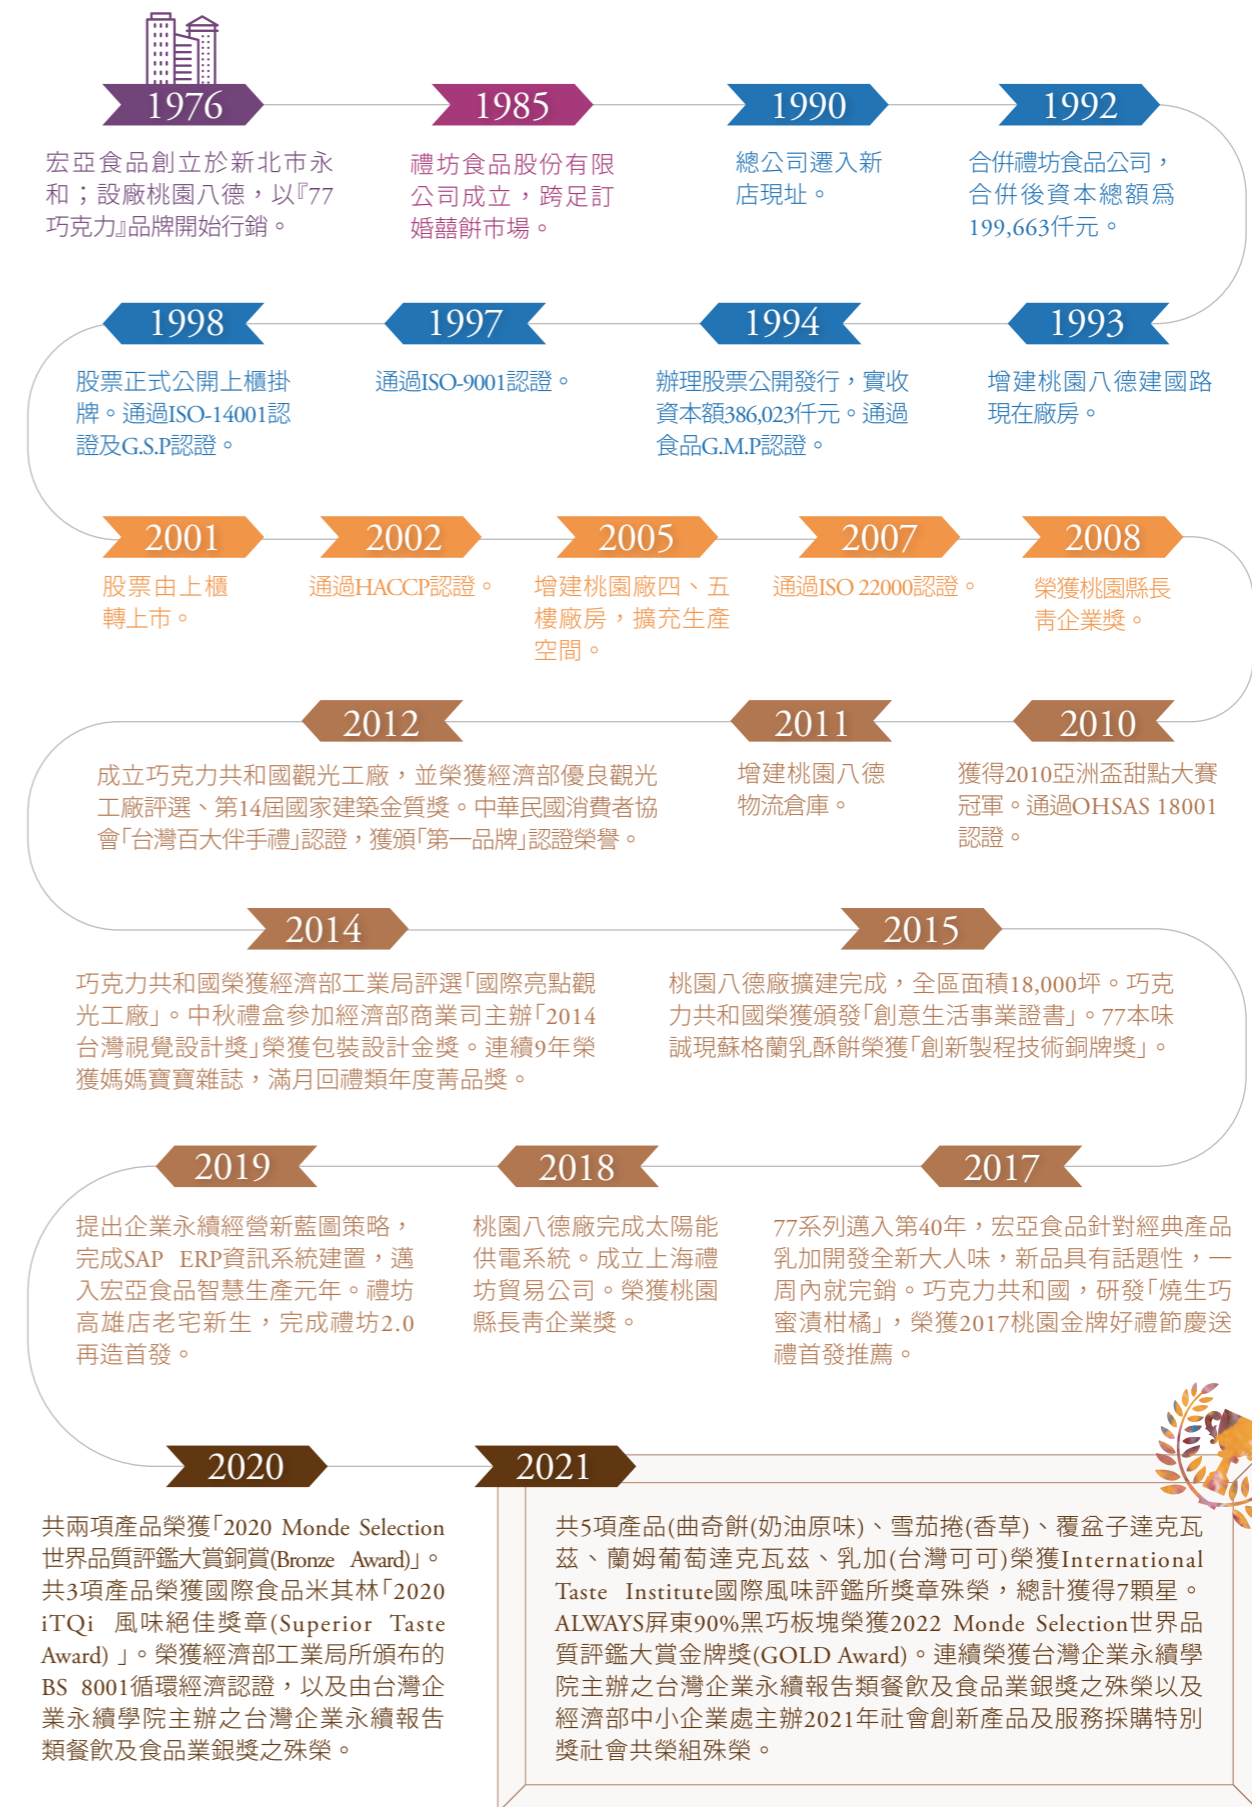 1976
宏亞食品創立於新北市永
和；設廠桃園八德，以『77
巧克力』品牌開始行銷。
1985
禮坊食品股份有限
公司成立，跨足訂
婚囍餅市場。
1990
總公司遷入新
店現址。
1992
合併禮坊食品公司，
合併後資本總額為
199,663仟元。
1993
增建桃園八德建國路
現在廠房。
1994
辦理股票公開發行，實收
資本額386,023仟元。通過
食品G.M.P認證。
1997
通過ISO-9001認證。
1998
股票正式公開上櫃掛
牌。通過ISO-14001認
證及G.S.P認證。
2001
股票由上櫃
轉上市。
2002
通過HACCP認證。
2005
增建桃園廠四、五
樓廠房，擴充生產
空間。
2007
通過ISO 22000認證。
2008
榮獲桃園縣長
青企業獎。
2010
獲得2010亞洲盃甜點大賽
冠軍。通過OHSAS 18001
認證。
2011
增建桃園八德
物流倉庫。
2012
成立巧克力共和國觀光工廠，並榮獲經濟部優良觀光
工廠評選、第14屆國家建築金質獎。中華民國消費者協
會「台灣百大伴手禮」認證，獲頒「第一品牌」認證榮譽。
2014
巧克力共和國榮獲經濟部工業局評選「國際亮點觀
光工廠」。中秋禮盒參加經濟部商業司主辦「2014
台灣視覺設計獎」榮獲包裝設計金獎。連續9年榮
獲媽媽寶寶雜誌，滿月回禮類年度菁品獎。
2015
桃園八德廠擴建完成，全區面積18,000坪。巧克
力共和國榮獲頒發「創意生活事業證書」。77本味
誠現蘇格蘭乳酥餅榮獲「創新製程技術銅牌獎」。
2017
77系列邁入第40年，宏亞食品針對經典產品
乳加開發全新大人味，新品具有話題性，一
周內就完銷。巧克力共和國，研發「燒生巧
蜜漬柑橘」，榮獲2017桃園金牌好禮節慶送
禮首發推薦。
2018
桃園八德廠完成太陽能
供電系統。成立上海禮
坊貿易公司。榮獲桃園
縣長青企業獎。
2019
提出企業永續經營新藍圖策略，
完成SAP ERP資訊系統建置，邁
入宏亞食品智慧生產元年。禮坊
高雄店老宅新生，完成禮坊2.0
再造首發。
2020
共兩項產品榮獲「2020 Monde Selection
世界品質評鑑大賞銅賞(Bronze Award)」。
共3項產品榮獲國際食品米其林「2020
iTQi 風味絕佳獎章(Superior Taste
Award) 」。榮獲經濟部工業局所頒布的
BS 8001循環經濟認證，以及由台灣企
業永續學院主辦之台灣企業永續報告
類餐飲及食品業銀獎之殊榮。
2021
共5項產品(曲奇餅(奶油原味)、雪茄捲(香草)、覆盆子達克瓦
茲、蘭姆葡萄達克瓦茲、乳加(台灣可可)榮獲International
Taste Institute國際風味評鑑所獎章殊榮，總計獲得7顆星。
ALWAYS屏東90%黑巧板塊榮獲2022 Monde Selection世界品
質評鑑大賞金牌獎(GOLD Award)。連續榮獲台灣企業永續學
院主辦之台灣企業永續報告類餐飲及食品業銀獎之殊榮以及
經濟部中小企業處主辦2021年社會創新產品及服務採購特別
獎社會共榮組殊榮。